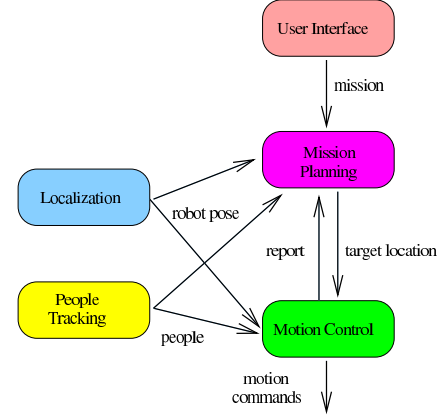 User Interface
mission
Mission
Planning
Localization
robot pose
report
target location
People
Tracking
people
Motion Control
motion
commands